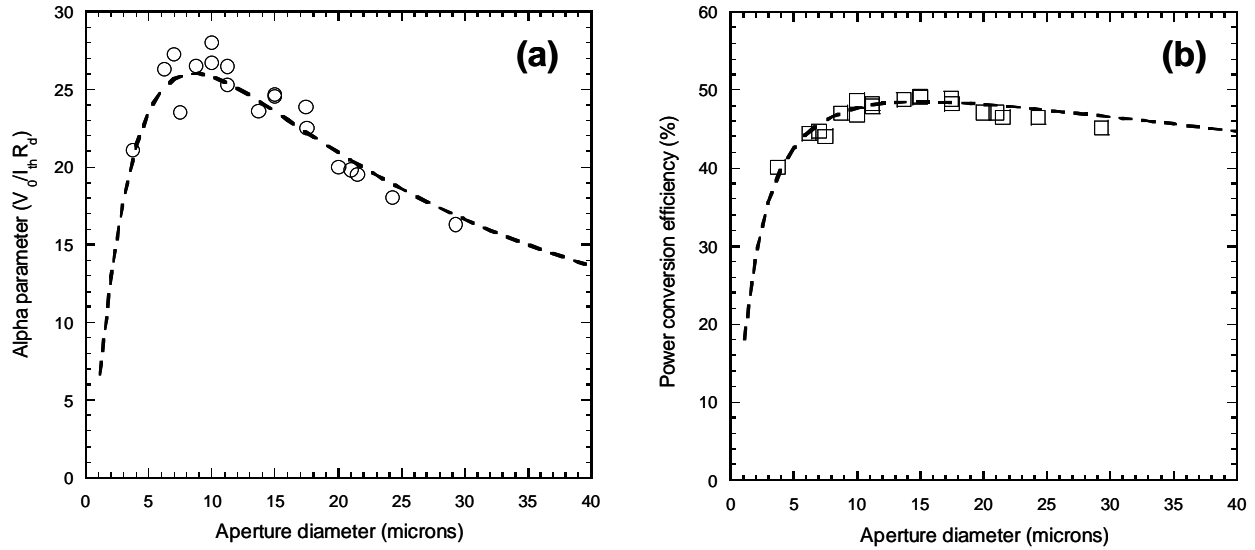 (a)
30
25
20
15
10
5
0
Alpha parameter (V₀/Iₜₕ R_d)
0 5 10 15 20 25 30 35 40
Aperture diameter (microns)
(b)
60
50
40
30
20
10
0
Power conversion efficiency (%)
0 5 10 15 20 25 30 35 40
Aperture diameter (microns)